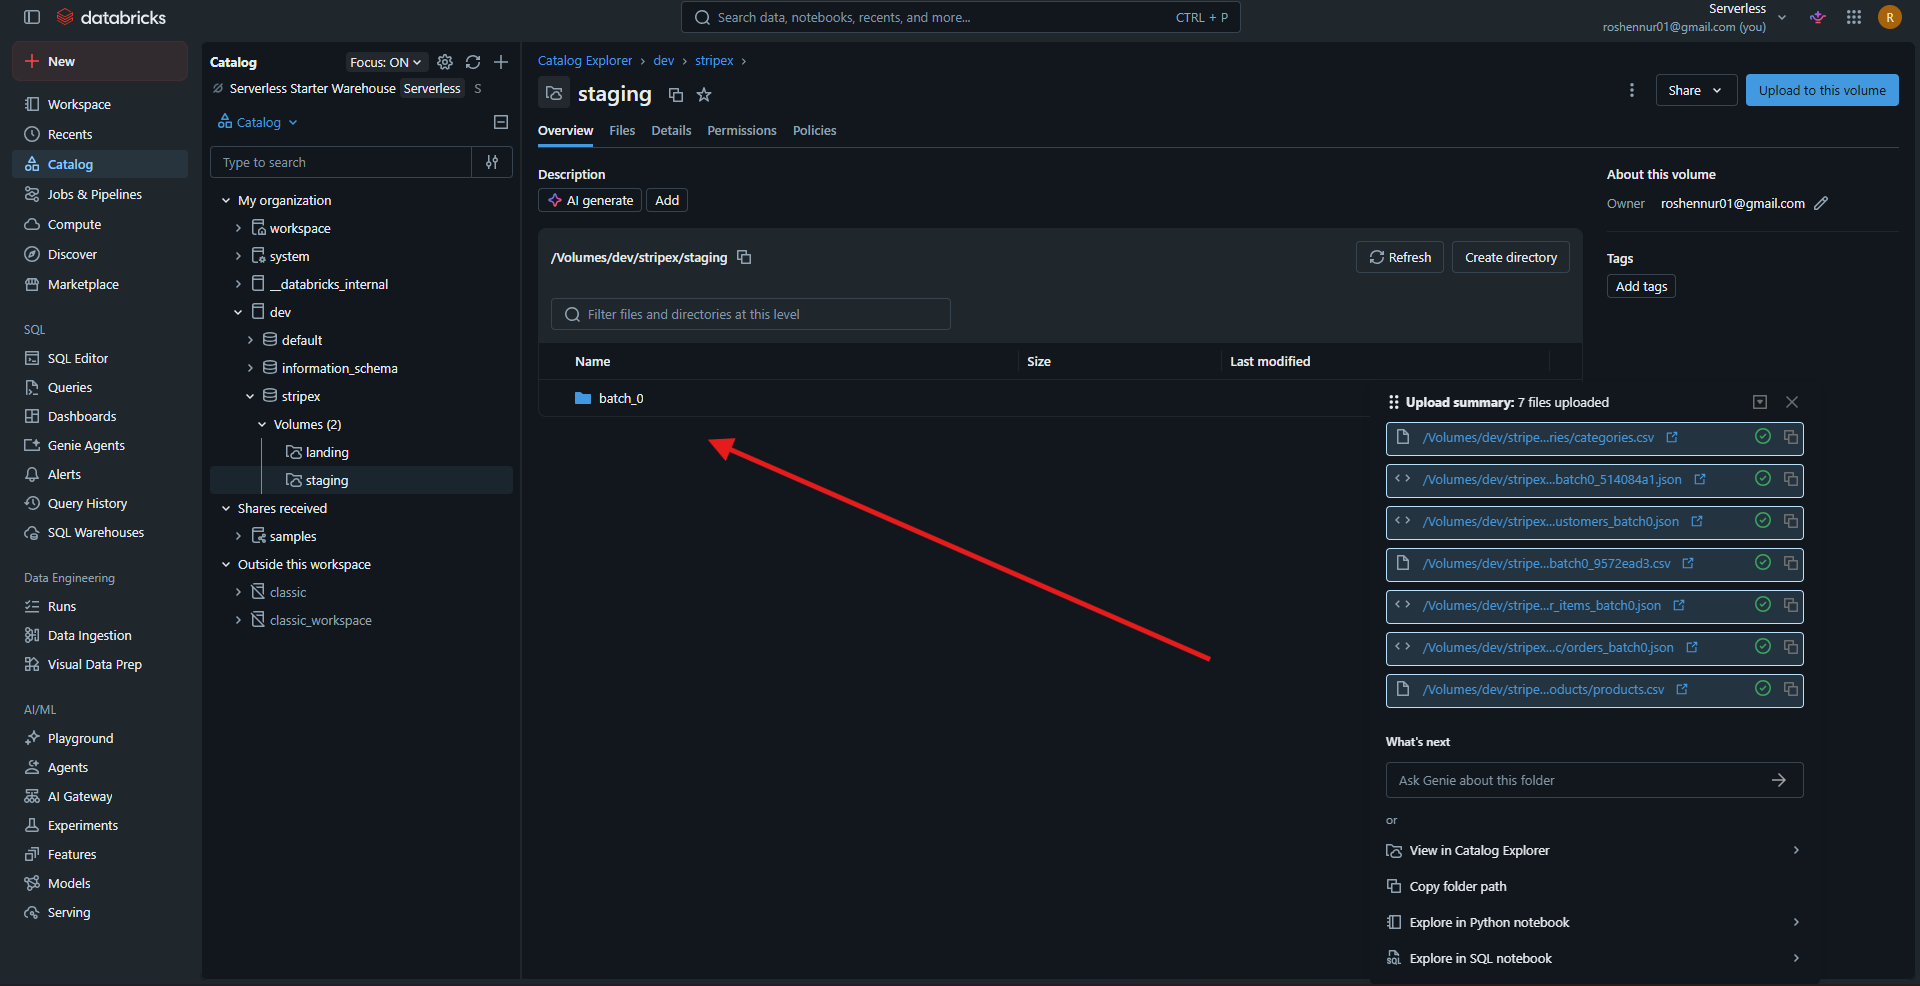 databricks
Search data, notebooks, recents, and more...
CTRL + P
Serverless
roshennur01@gmail.com (you)
R
New
Workspace
Recents
Catalog
Jobs & Pipelines
Compute
Discover
Marketplace
SQL
SQL Editor
Queries
Dashboards
Genie Agents
Alerts
Query History
SQL Warehouses
Data Engineering
Runs
Data Ingestion
Visual Data Prep
AI/ML
Playground
Agents
AI Gateway
Experiments
Features
Models
Serving
Catalog
Focus: ON
Serverless Starter Warehouse Serverless S
Catalog
Type to search
My organization
workspace
system
__databricks_internal
dev
default
information_schema
stripex
Volumes (2)
landing
staging
Shares received
samples
Outside this workspace
classic
classic_workspace
Catalog Explorer > dev > stripex >
staging
Share
Upload to this volume
Overview Files Details Permissions Policies
Description
AI generate
Add
/Volumes/dev/stripex/staging
Refresh
Create directory
Filter files and directories at this level
Name Size Last modified
batch_0
About this volume
Owner roshennur01@gmail.com
Tags
Add tags
Upload summary: 7 files uploaded
/Volumes/dev/stripe...ries/categories.csv
/Volumes/dev/stripex...batch0_514084a1.json
/Volumes/dev/stripex...ustomers_batch0.json
/Volumes/dev/stripe...batch0_9572ead3.csv
/Volumes/dev/stripe...r_items_batch0.json
/Volumes/dev/stripex...c/orders_batch0.json
/Volumes/dev/stripe...oducts/products.csv
What's next
Ask Genie about this folder
or
View in Catalog Explorer
Copy folder path
Explore in Python notebook
SQL
Explore in SQL notebook